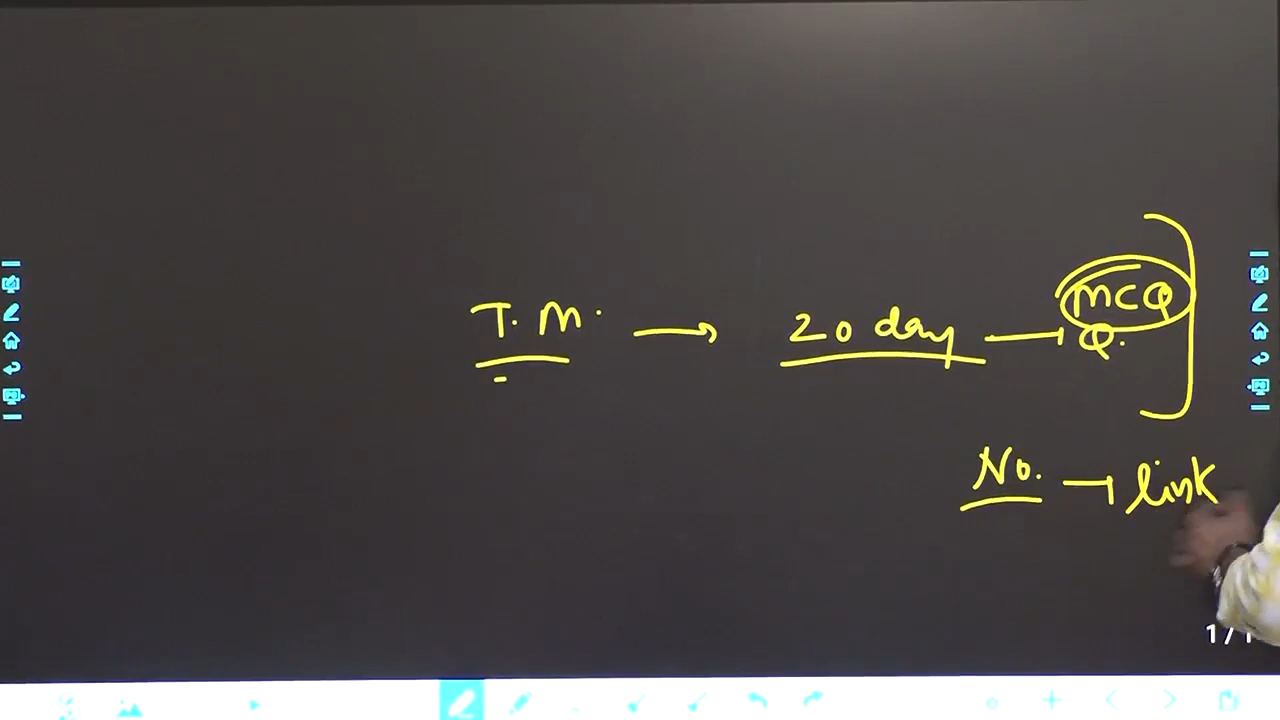 MCQ
T. M. → 20 day → Q.
No. → link
1/1